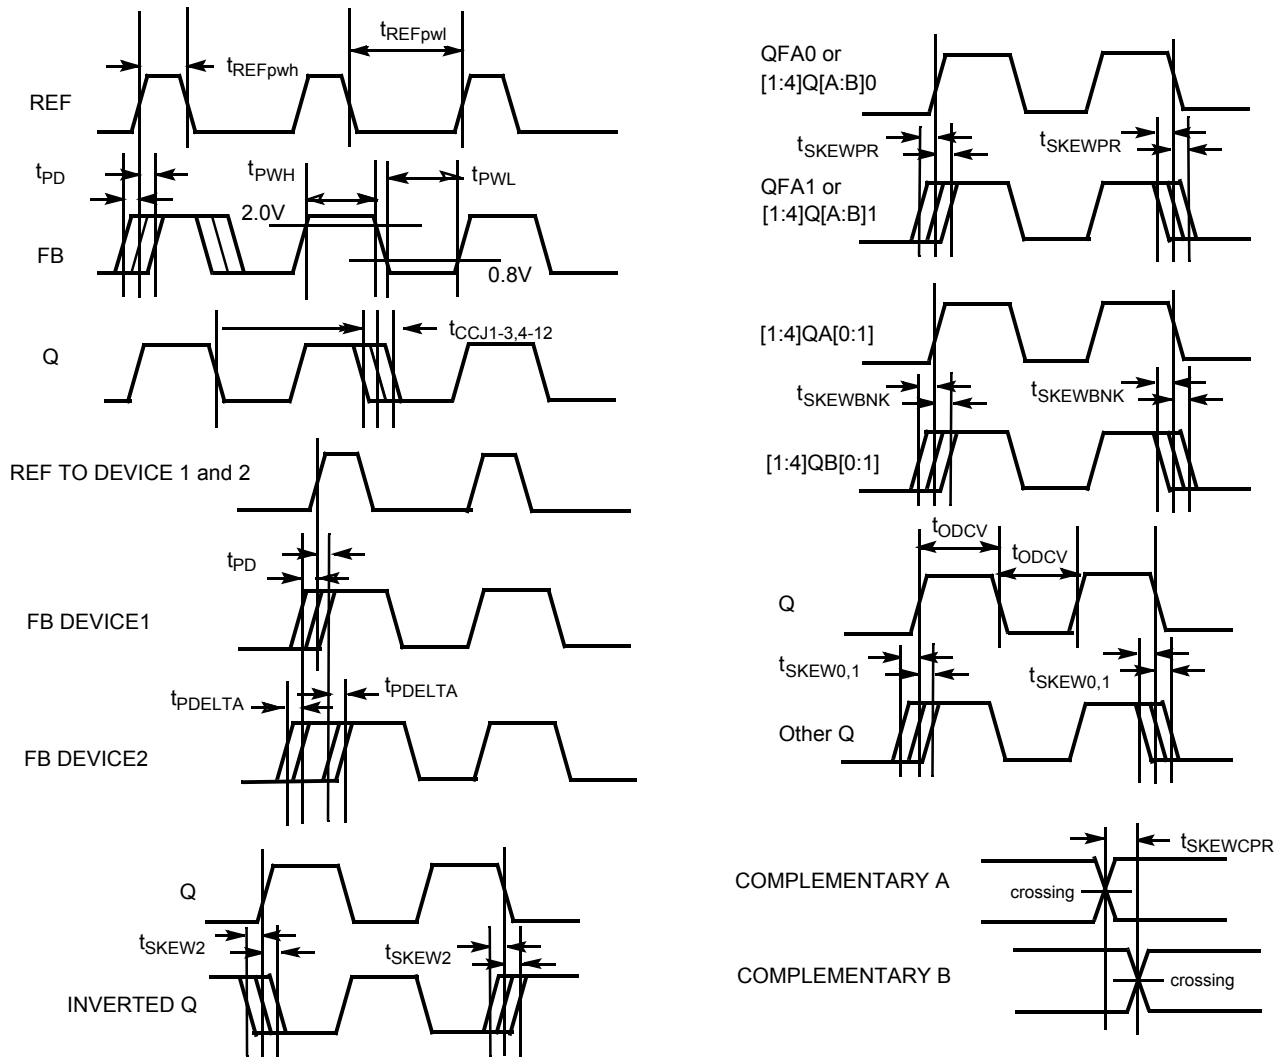 tREFpwl
tREFpwh
REF
tPD
tPWH
tPWL
2.0V
FB
0.8V
tCCJ1-3,4-12
Q
REF TO DEVICE 1 and 2
tPD
FB DEVICE1
tPDELTA
tPDELTA
FB DEVICE2
Q
tSKEW2
tSKEW2
INVERTED Q
QFA0 or
[1:4]Q[A:B]0
tSKEWPR
tSKEWPR
QFA1 or
[1:4]Q[A:B]1
[1:4]QA[0:1]
tSKEWBNK
tSKEWBNK
[1:4]QB[0:1]
tODCV
tODCV
Q
tSKEW0,1
tSKEW0,1
Other Q
tSKEWCPR
COMPLEMENTARY A
crossing
COMPLEMENTARY B
crossing